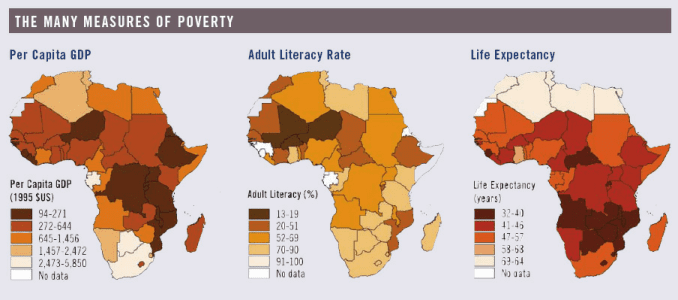 THE MANY MEASURES OF POVERTY
Per Capita GDP
Adult Literacy Rate
Life Expectancy
Per Capita GDP
(1995 $US)
94-271
272-644
645-1,456
1,457-2,472
2,473-5,850
No data
Adult Literacy (%)
13-19
20-51
52-69
70-90
91-100
No data
Life Expectancy
(years)
32-40
41-46
47-57
58-68
69-64
No data